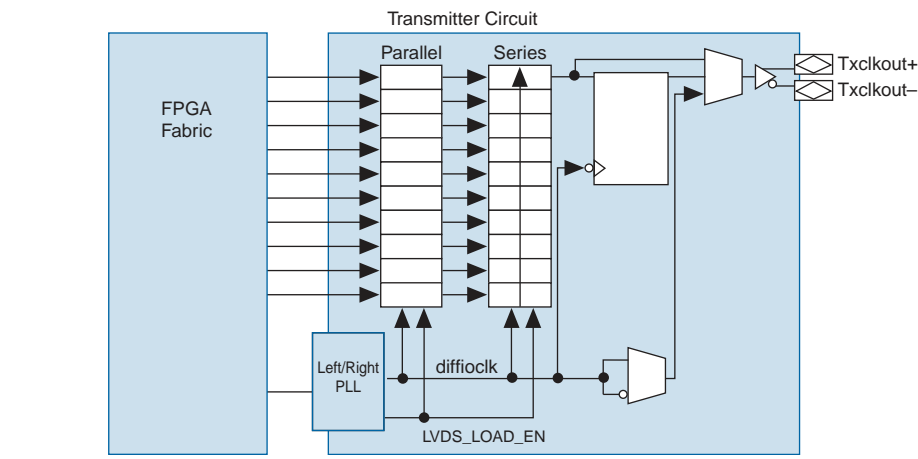 Transmitter Circuit
Parallel
Series
Txclkout+
Txclkout–
FPGA
Fabric
Left/Right
PLL
diffioclk
LVDS_LOAD_EN